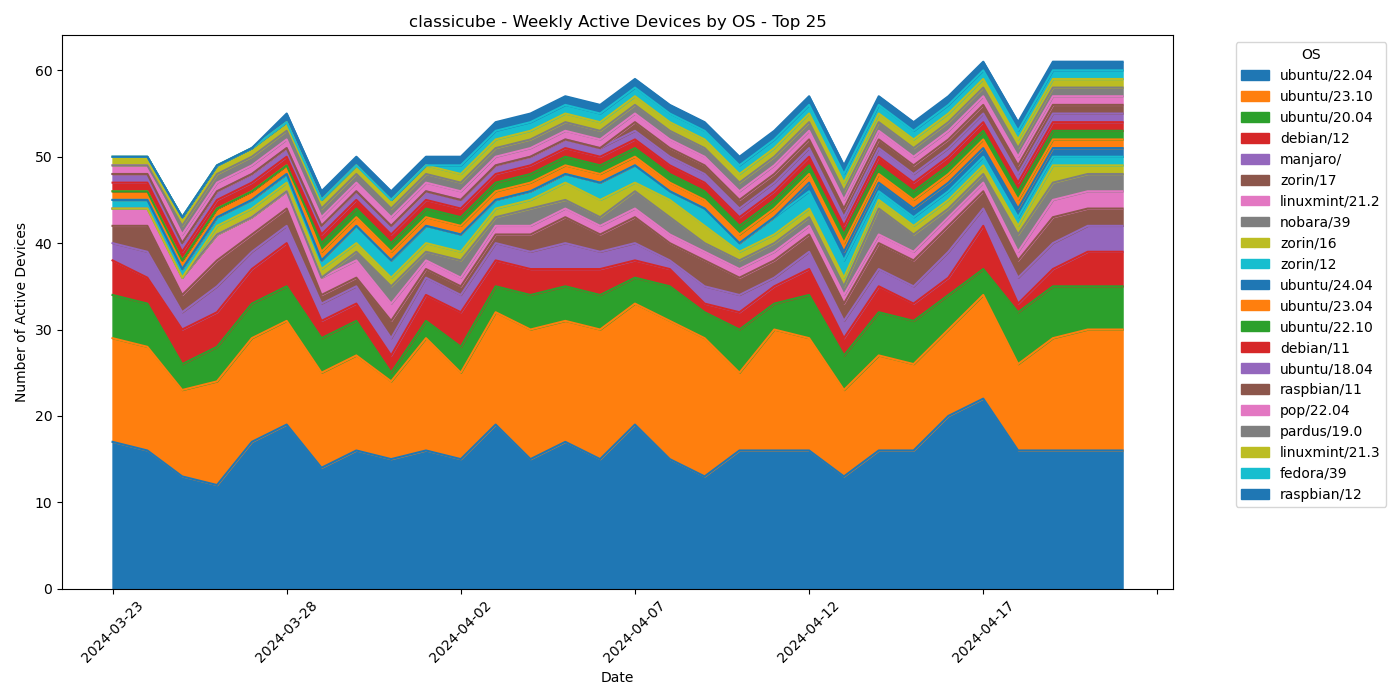 classicube - Weekly Active Devices by OS - Top 25
Number of Active Devices
60
50
40
30
20
10
0
2024-03-23
2024-03-28
2024-04-02
2024-04-07
2024-04-12
2024-04-17
Date
OS
ubuntu/22.04
ubuntu/23.10
ubuntu/20.04
debian/12
manjaro/
zorin/17
linuxmint/21.2
nobara/39
zorin/16
zorin/12
ubuntu/24.04
ubuntu/23.04
ubuntu/22.10
debian/11
ubuntu/18.04
raspbian/11
pop/22.04
pardus/19.0
linuxmint/21.3
fedora/39
raspbian/12